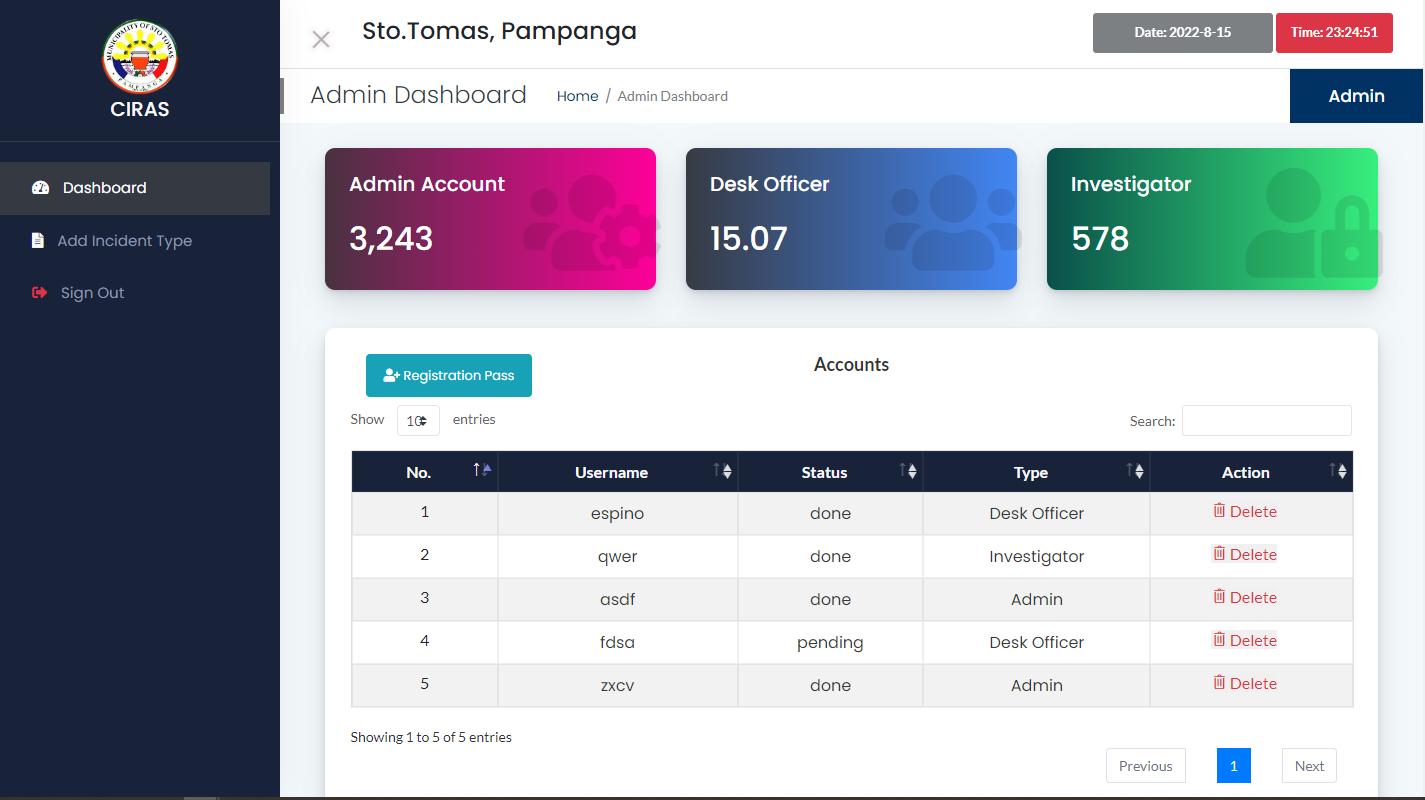 MUNICIPALITY OF STO TOMAS
PAMPANGA
CIRAS
Dashboard
Add Incident Type
Sign Out
Sto.Tomas, Pampanga
Date: 2022-8-15 Time: 23:24:51
Admin Dashboard Home / Admin Dashboard Admin
Admin Account Desk Officer Investigator
3,243 15.07 578
Registration Pass Accounts
Show 10 entries Search:
No. Username Status Type Action
1 espino done Desk Officer Delete
2 qwer done Investigator Delete
3 asdf done Admin Delete
4 fdsa pending Desk Officer Delete
5 zxcv done Admin Delete
Showing 1 to 5 of 5 entries
Previous 1 Next